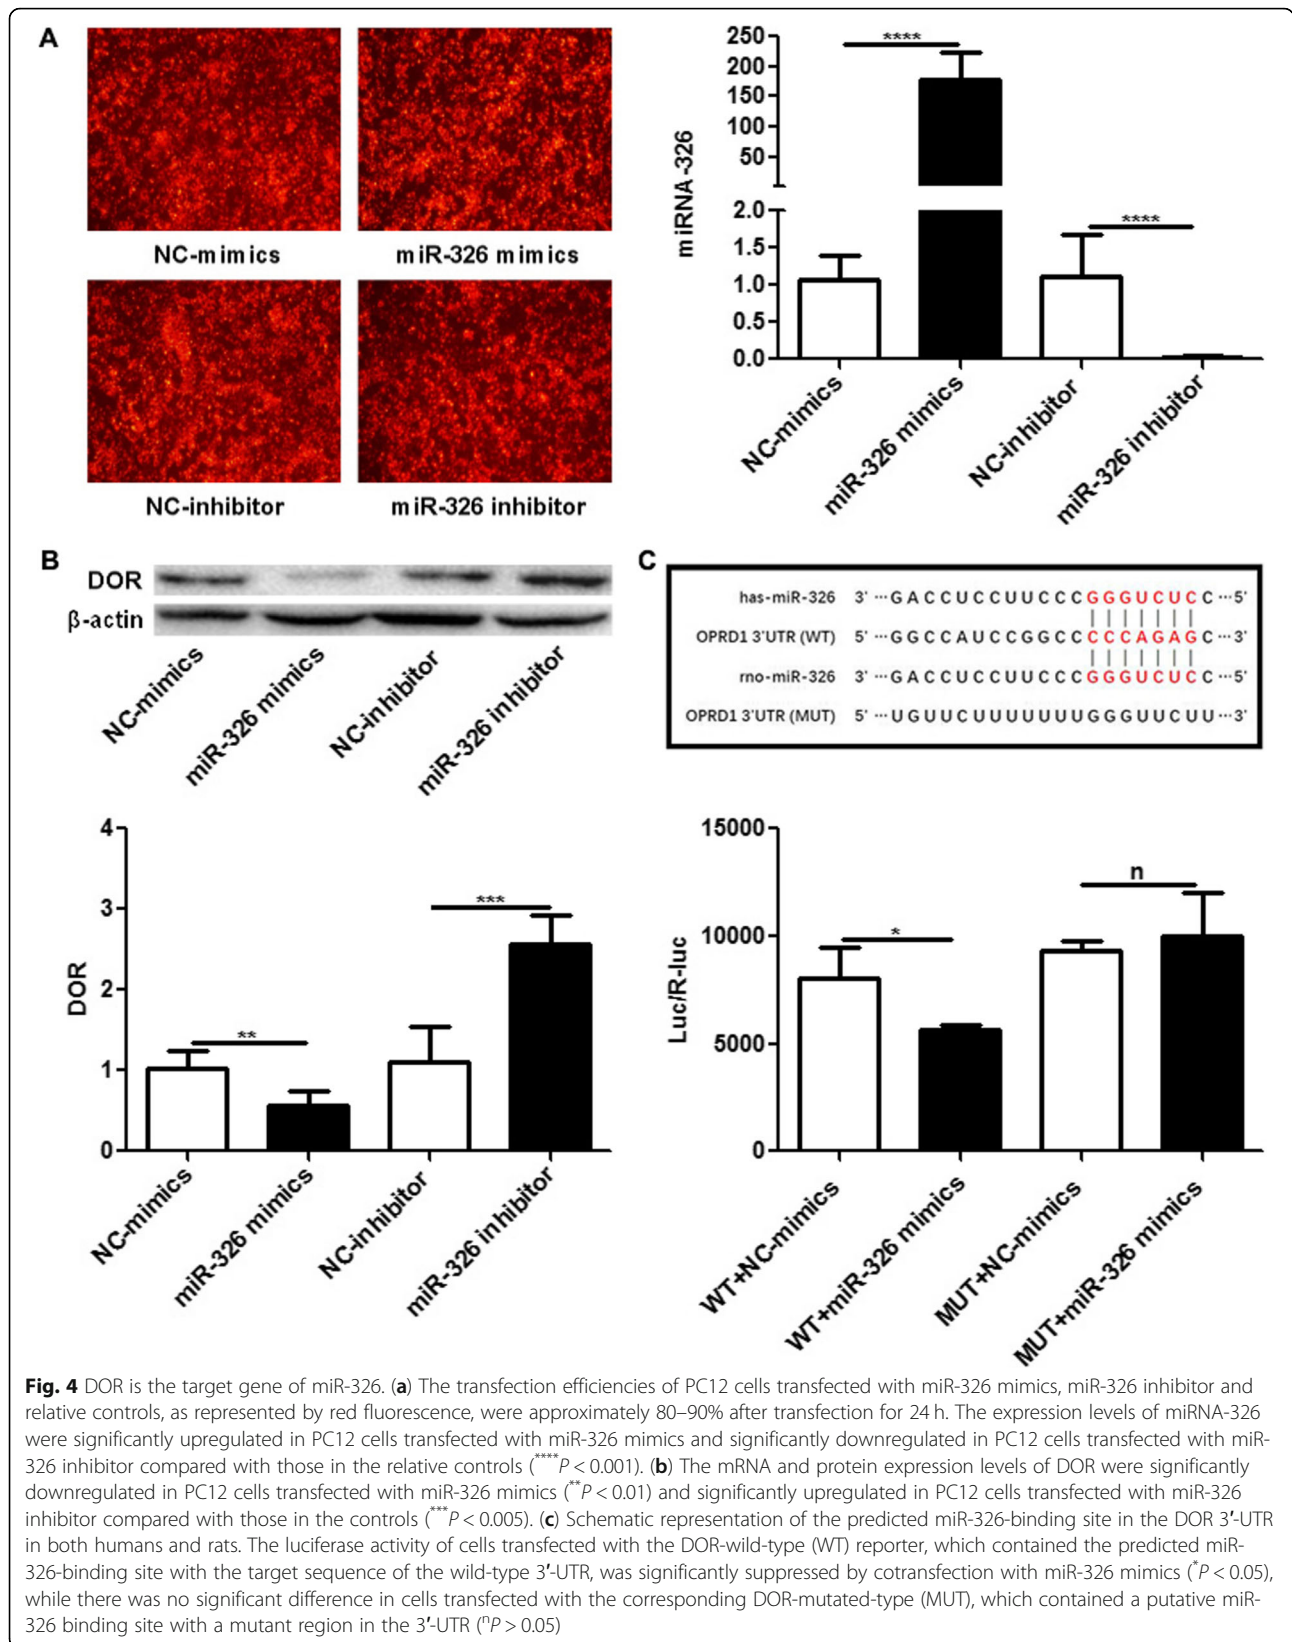 A
NC-mimics
miR-326 mimics
NC-inhibitor
miR-326 inhibitor
miRNA-326
250
200
150
100
50
2.0
1.5
1.0
0.5
0.0
****
****
NC-mimics
miR-326 mimics
NC-inhibitor
miR-326 inhibitor
B
DOR
β-actin
NC-mimics
miR-326 mimics
NC-inhibitor
miR-326 inhibitor
DOR
4
3
2
1
0
**
***
NC-mimics
miR-326 mimics
NC-inhibitor
miR-326 inhibitor
C
has-miR-326 3' ···GACCUCCUUCCCGGGUCUCC···5'
OPRD1 3'UTR (WT) 5' ···GGCCAUCCGGCCCCCAGAGC···3'
rno-miR-326 3' ···GACCUCCUUCCCGGGUCUCC···5'
OPRD1 3'UTR (MUT) 5' ···UGUUCUUUUUUUGGGUUCUU···3'
Luc/R-luc
15000
10000
5000
0
*
n
WT+NC-mimics
WT+miR-326 mimics
MUT+NC-mimics
MUT+miR-326 mimics
Fig. 4 DOR is the target gene of miR-326. (a) The transfection efficiencies of PC12 cells transfected with miR-326 mimics, miR-326 inhibitor and
relative controls, as represented by red fluorescence, were approximately 80–90% after transfection for 24 h. The expression levels of miRNA-326
were significantly upregulated in PC12 cells transfected with miR-326 mimics and significantly downregulated in PC12 cells transfected with miR-
326 inhibitor compared with those in the relative controls (****P < 0.001). (b) The mRNA and protein expression levels of DOR were significantly
downregulated in PC12 cells transfected with miR-326 mimics (**P < 0.01) and significantly upregulated in PC12 cells transfected with miR-326
inhibitor compared with those in the controls (***P < 0.005). (c) Schematic representation of the predicted miR-326-binding site in the DOR 3′-UTR
in both humans and rats. The luciferase activity of cells transfected with the DOR-wild-type (WT) reporter, which contained the predicted miR-
326-binding site with the target sequence of the wild-type 3′-UTR, was significantly suppressed by cotransfection with miR-326 mimics (*P < 0.05),
while there was no significant difference in cells transfected with the corresponding DOR-mutated-type (MUT), which contained a putative miR-
326 binding site with a mutant region in the 3′-UTR (ⁿP > 0.05)